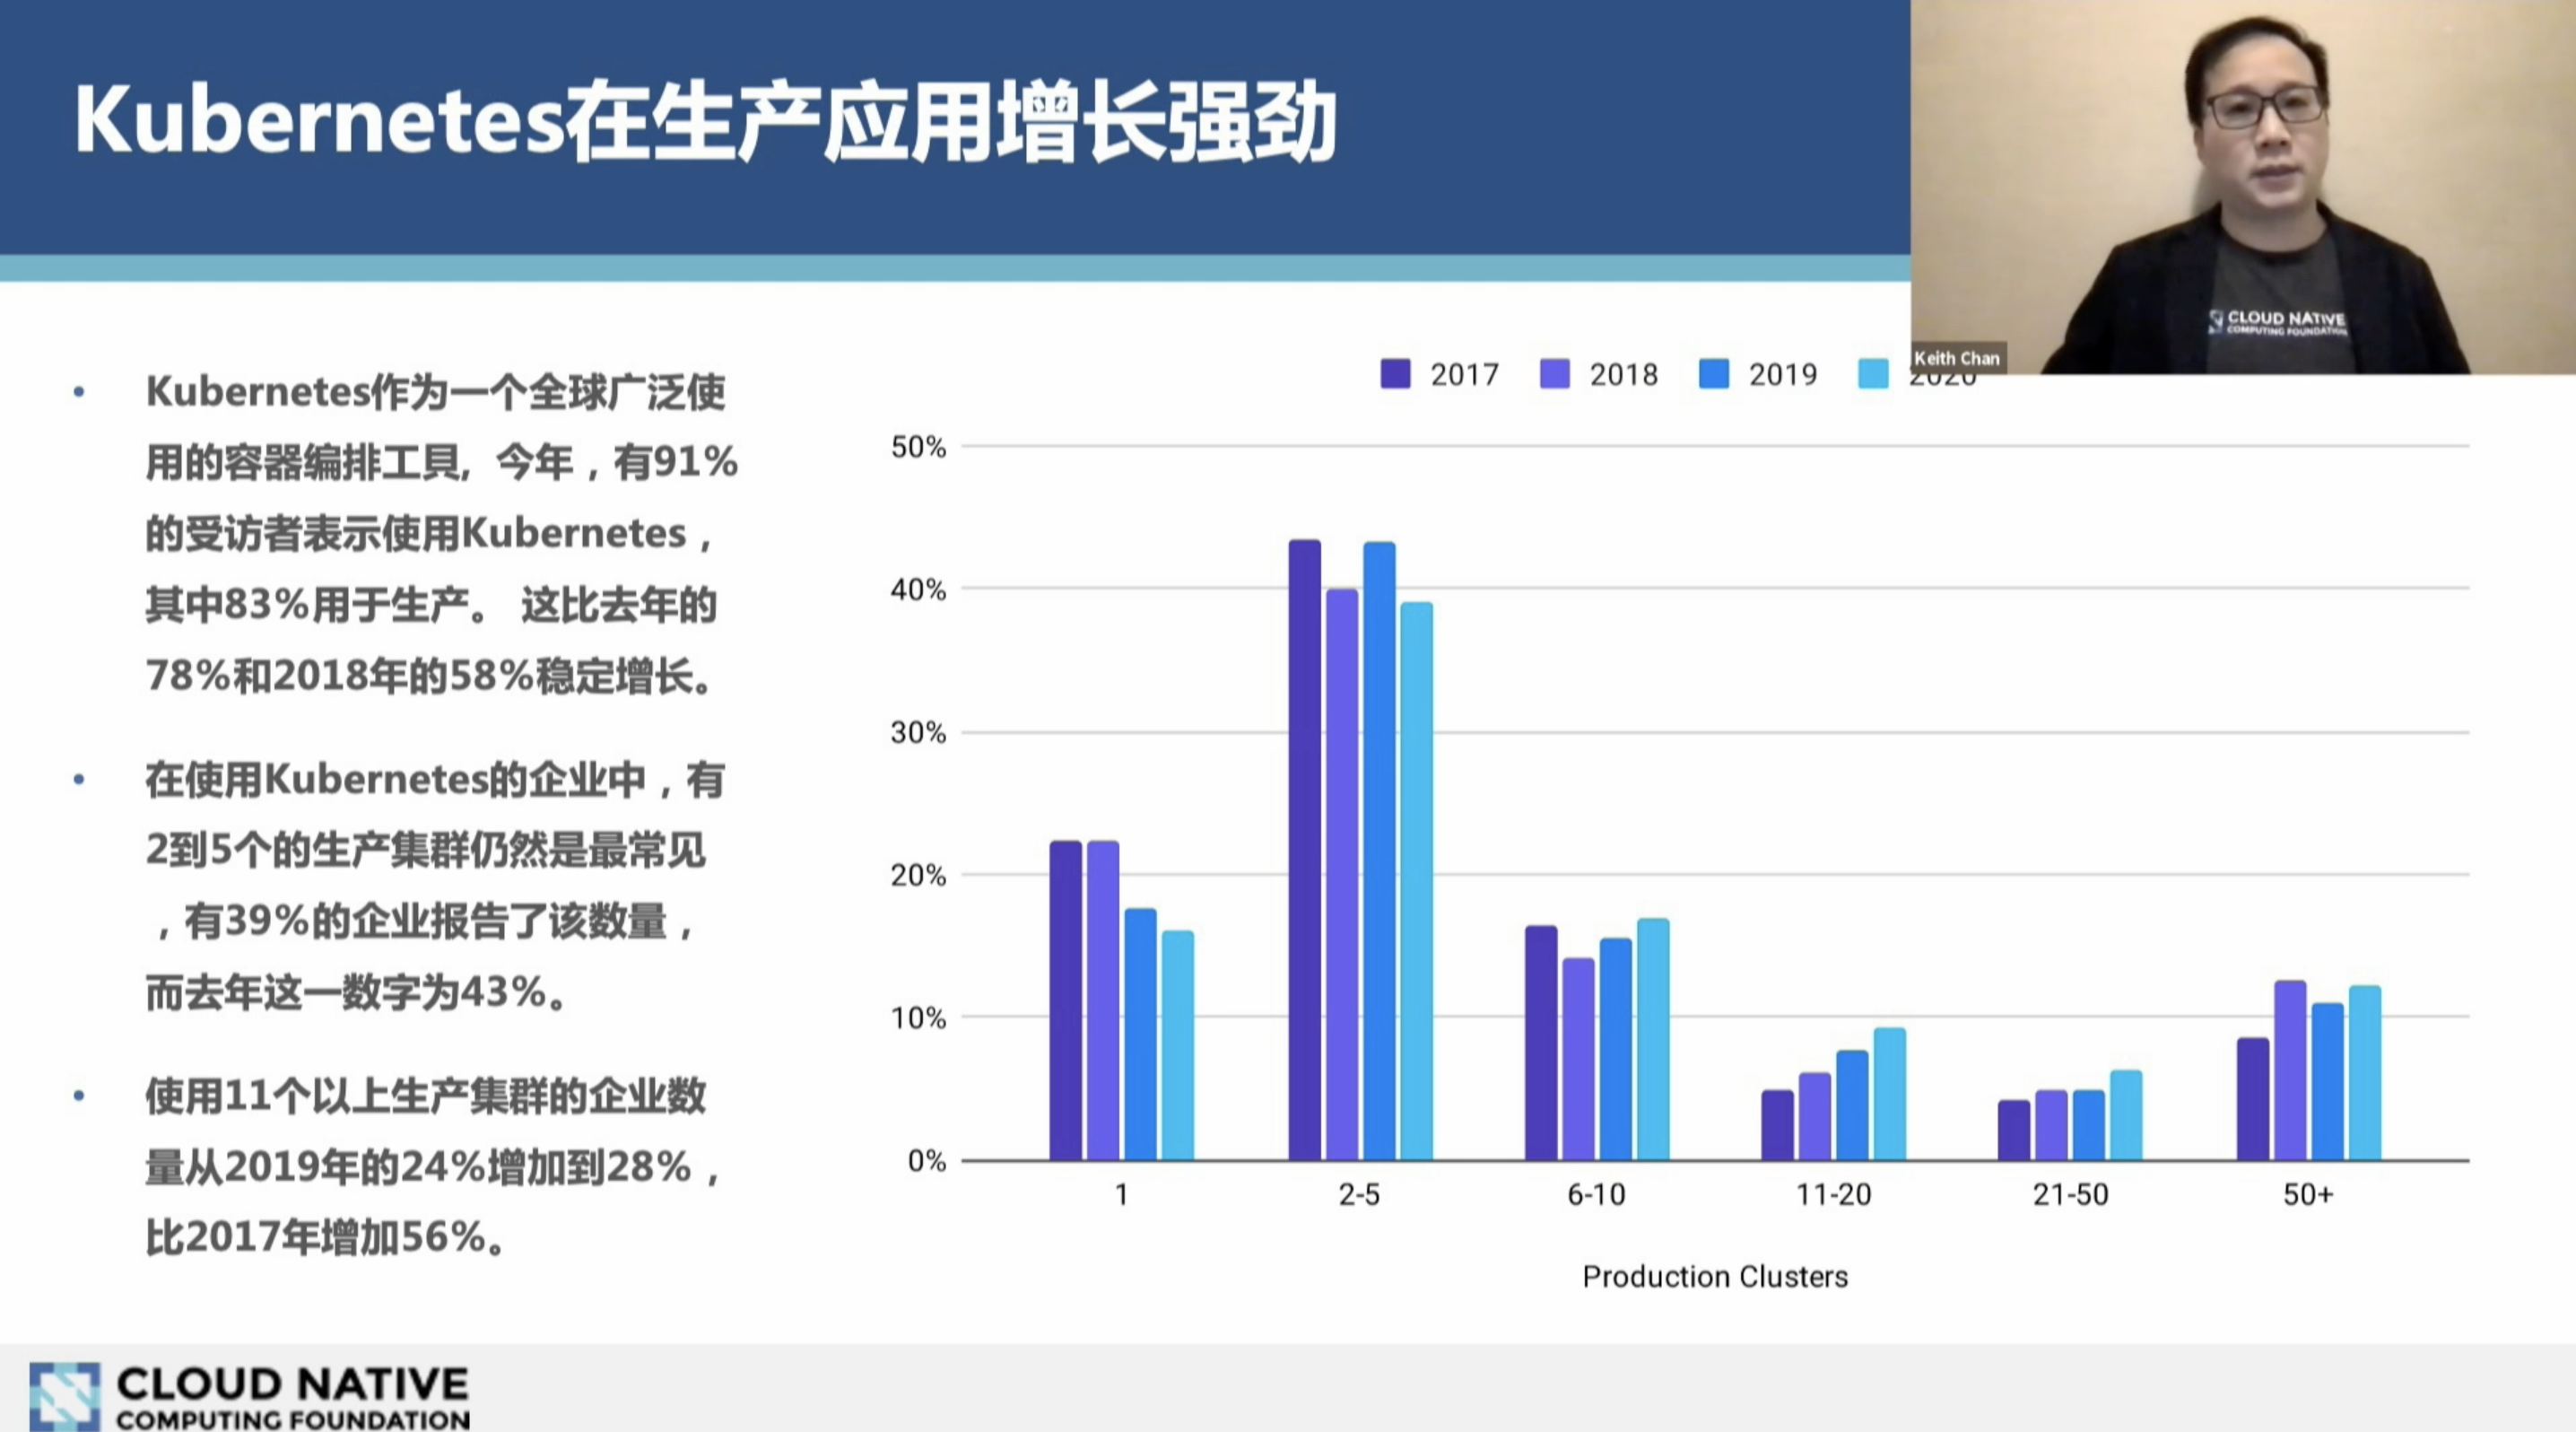 Kubernetes在生产应用增长强劲
CLOUD NATIVE
COMPUTING FOUNDATION
Keith Chan
2017 2018 2019 2020
Kubernetes作为一个全球广泛使
用的容器编排工貝, 今年，有91%
的受访者表示使用Kubernetes，
其中83%用于生产。 这比去年的
78%和2018年的58%稳定增长。
在使用Kubernetes的企业中，有
2到5个的生产集群仍然是最常见
，有39%的企业报告了该数量，
而去年这一数字为43%。
使用11个以上生产集群的企业数
量从2019年的24%增加到28%，
比2017年增加56%。
50%
40%
30%
20%
10%
0%
1 2-5 6-10 11-20 21-50 50+
Production Clusters
CLOUD NATIVE
COMPUTING FOUNDATION